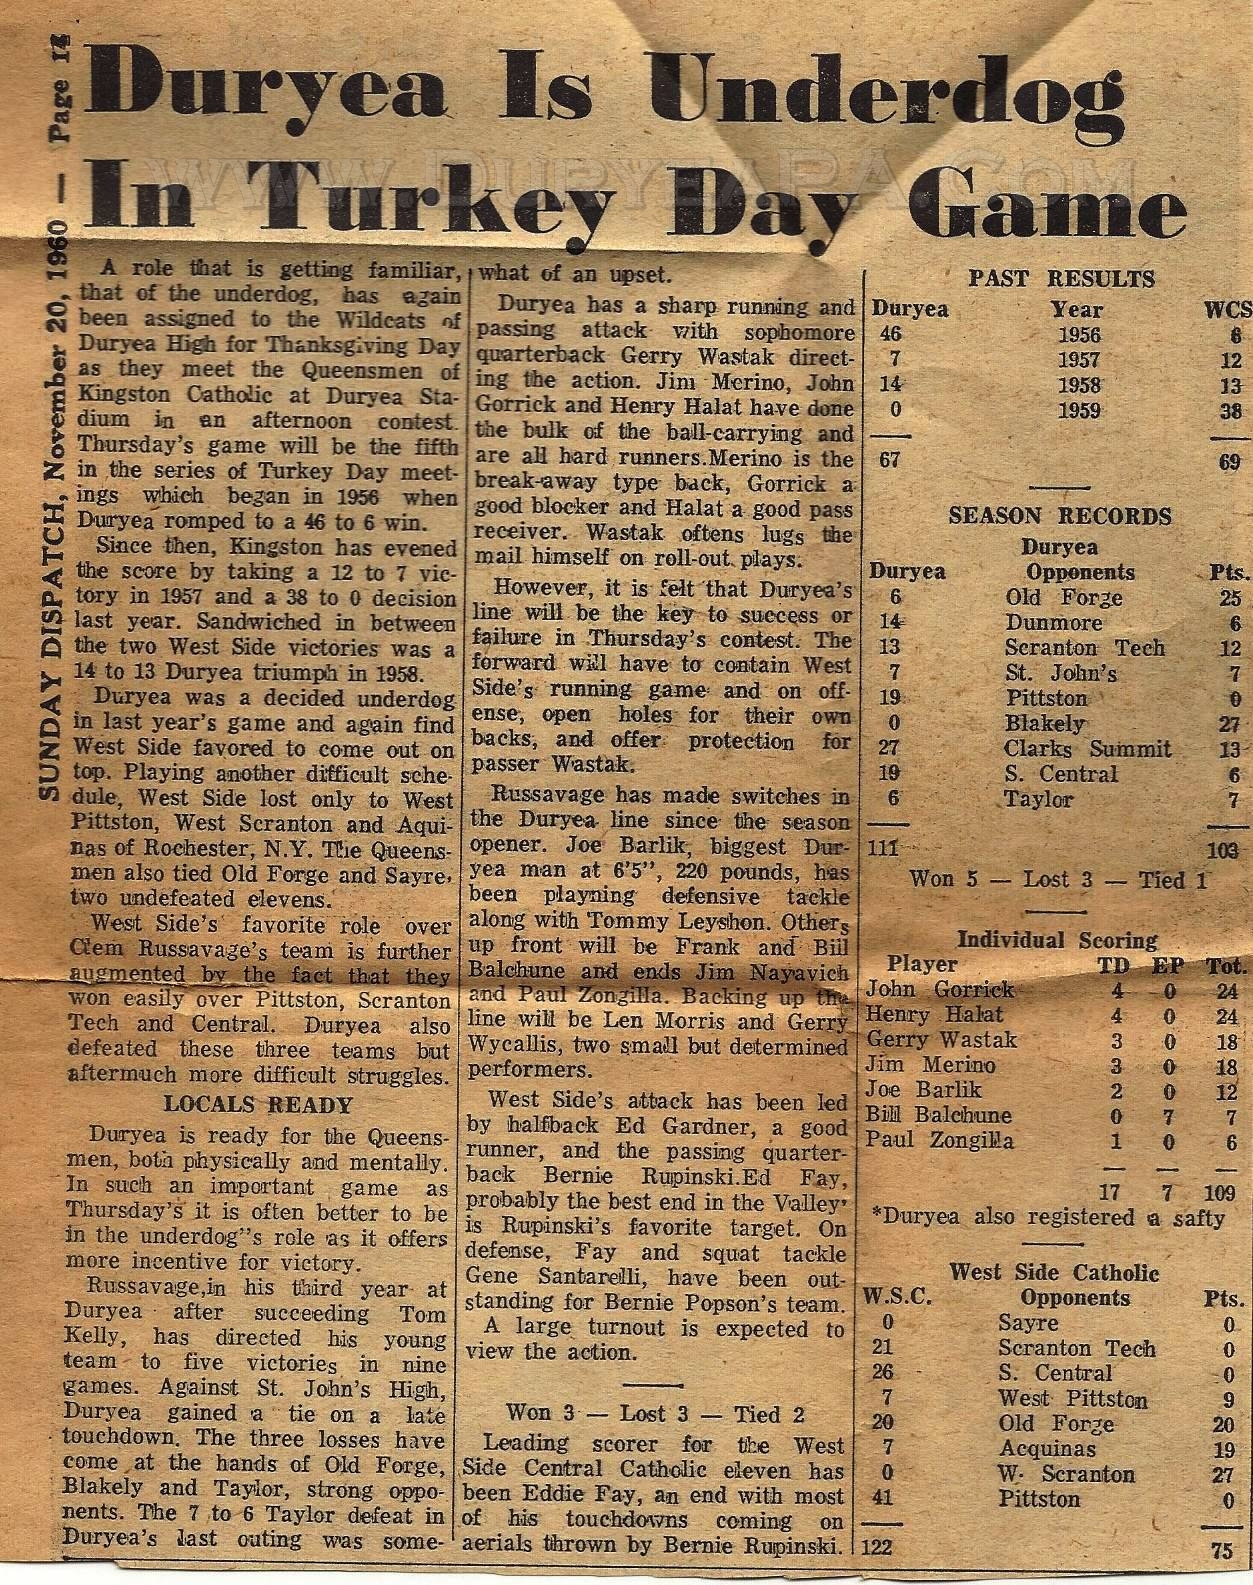 SUNDAY DISPATCH, November 20, 1960 — Page 14
Duryea Is Underdog
In Turkey Day Game
WWW.DURYEAPA.COM
A role that is getting familiar,
that of the underdog, has again
been assigned to the Wildcats of
Duryea High for Thanksgiving Day
as they meet the Queensmen of
Kingston Catholic at Duryea Sta-
dium in an afternoon contest.
Thursday's game will be the fifth
in the series of Turkey Day meet-
ings which began in 1956 when
Duryea romped to a 46 to 6 win.
Since then, Kingston has evened
the score by taking a 12 to 7 vic-
tory in 1957 and a 38 to 0 decision
last year. Sandwiched in between
the two West Side victories was a
14 to 13 Duryea triumph in 1958.
Duryea was a decided underdog
in last year's game and again find
West Side favored to come out on
top. Playing another difficult sche-
dule, West Side lost only to West
Pittston, West Scranton and Aqui-
nas of Rochester, N.Y. The Queens-
men also tied Old Forge and Sayre,
two undefeated elevens.
West Side's favorite role over
Clem Russavage's team is further
augmented by the fact that they
won easily over Pittston, Scranton
Tech and Central. Duryea also
defeated these three teams but
aftermuch more difficult struggles.
LOCALS READY
Duryea is ready for the Queens-
men, both physically and mentally.
In such an important game as
Thursday's it is often better to be
in the underdog''s role as it offers
more incentive for victory.
Russavage,in his third year at
Duryea after succeeding Tom
Kelly, has directed his young
team to five victories in nine
games. Against St. John's High,
Duryea gained a tie on a late
touchdown. The three losses have
come at the hands of Old Forge,
Blakely and Taylor, strong oppo-
nents. The 7 to 6 Taylor defeat in
Duryea's last outing was some-
what of an upset.
Duryea has a sharp running and
passing attack with sophomore
quarterback Gerry Wastak direct-
ing the action. Jim Merino, John
Gorrick and Henry Halat have done
the bulk of the ball-carrying and
are all hard runners.Merino is the
break-away type back, Gorrick a
good blocker and Halat a good pass
receiver. Wastak oftens lugs the
mail himself on roll-out plays.
However, it is felt that Duryea's
line will be the key to success or
failure in Thursday's contest. The
forward will have to contain West
Side's running game and on off-
ense, open holes for their own
backs, and offer protection for
passer Wastak.
Russavage has made switches in
the Duryea line since the season
opener. Joe Barlik, biggest Dur-
yea man at 6'5'', 220 pounds, has
been playning defensive tackle
along with Tommy Leyshon. Others
up front will be Frank and Bill
Balchune and ends Jim Nayavich
and Paul Zongilla. Backing up the
line will be Len Morris and Gerry
Wycallis, two small but determined
performers.
West Side's attack has been led
by halfback Ed Gardner, a good
runner, and the passing quarter-
back Bernie Rupinski.Ed Fay,
probably the best end in the Valley,
is Rupinski's favorite target. On
defense, Fay and squat tackle
Gene Santarelli, have been out-
standing for Bernie Popson's team.
A large turnout is expected to
view the action.
Won 3 — Lost 3 — Tied 2
Leading scorer for the West
Side Central Catholic eleven has
been Eddie Fay, an end with most
of his touchdowns coming on
aerials thrown by Bernie Rupinski.
PAST RESULTS
Duryea Year WCS
46 1956 6
7 1957 12
14 1958 13
0 1959 38
67 69
SEASON RECORDS
Duryea
Duryea Opponents Pts.
6 Old Forge 25
14 Dunmore 6
13 Scranton Tech 12
7 St. John's 7
19 Pittston 0
0 Blakely 27
27 Clarks Summit 13
19 S. Central 6
6 Taylor 7
111 103
Won 5 — Lost 3 — Tied 1
Individual Scoring
Player TD EP Tot.
John Gorrick 4 0 24
Henry Halat 4 0 24
Gerry Wastak 3 0 18
Jim Merino 3 0 18
Joe Barlik 2 0 12
Bill Balchune 0 7 7
Paul Zongilla 1 0 6
17 7 109
*Duryea also registered a safty
West Side Catholic
W.S.C. Opponents Pts.
0 Sayre 0
21 Scranton Tech 0
26 S. Central 0
7 West Pittston 9
20 Old Forge 20
7 Acquinas 19
0 W. Scranton 27
41 Pittston 0
122 75